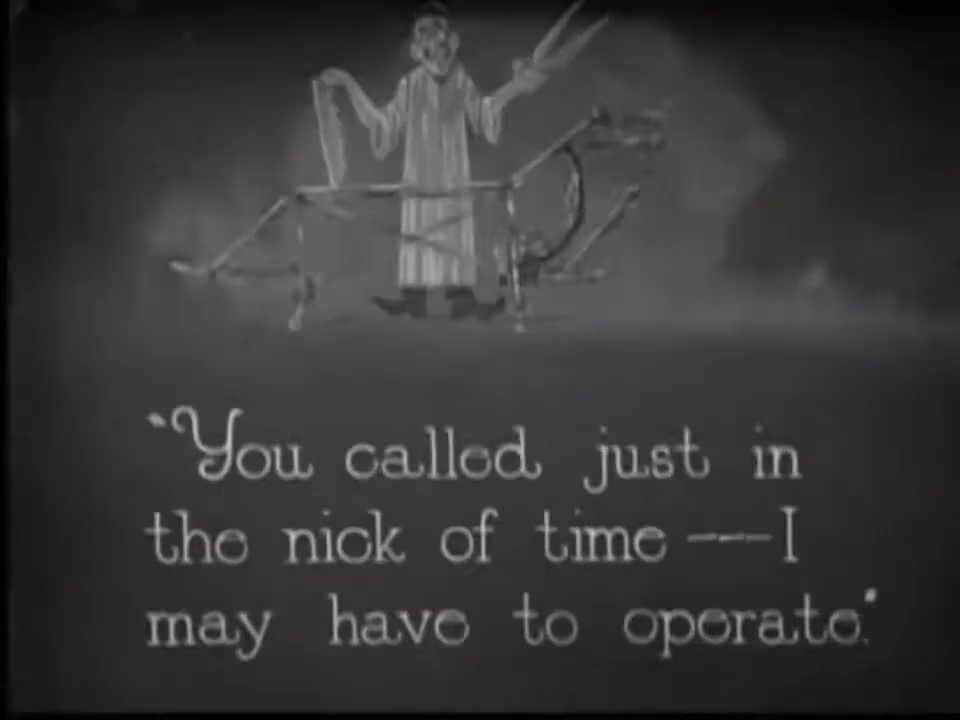 "You called just in
the nick of time -- I
may have to operate."